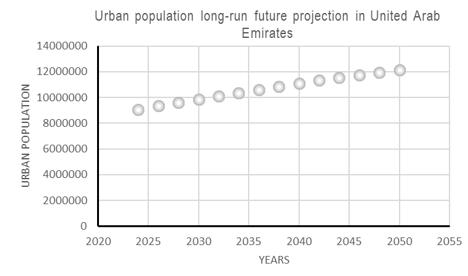 Urban population long-run future projection in United Arab
Emirates
14000000
12000000
10000000
8000000
6000000
4000000
2000000
0
URBAN POPULATION
2020 2025 2030 2035 2040 2045 2050 2055
YEARS